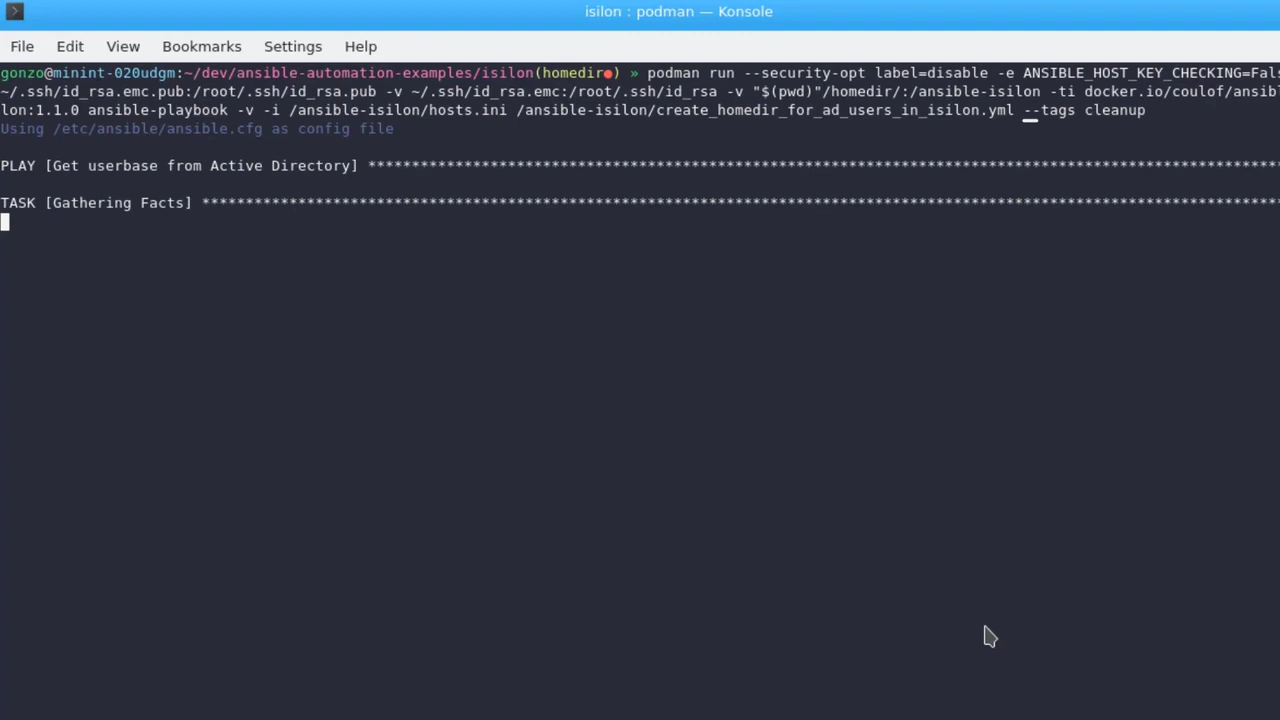 isilon : podman — Konsole
File Edit View Bookmarks Settings Help
gonzo@minint-020udgm:~/dev/ansible-automation-examples/isilon(homedir●) » podman run --security-opt label=disable -e ANSIBLE_HOST_KEY_CHECKING=Fals
~/.ssh/id_rsa.emc.pub:/root/.ssh/id_rsa.pub -v ~/.ssh/id_rsa.emc:/root/.ssh/id_rsa -v "$(pwd)"/homedir/:/ansible-isilon -ti docker.io/coulof/ansibl
lon:1.1.0 ansible-playbook -v -i /ansible-isilon/hosts.ini /ansible-isilon/create_homedir_for_ad_users_in_isilon.yml --tags cleanup
Using /etc/ansible/ansible.cfg as config file
PLAY [Get userbase from Active Directory] *********************************************************************************************************
TASK [Gathering Facts] ****************************************************************************************************************************